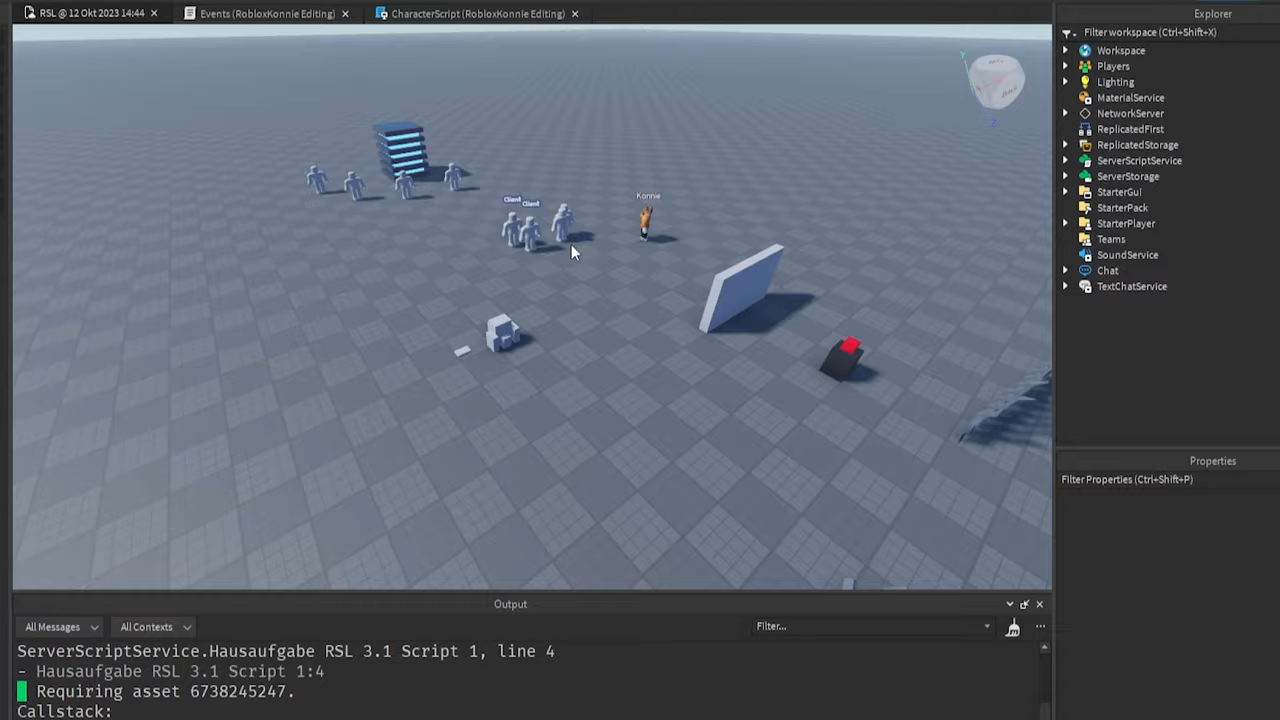 RSL @ 12 Okt 2023 14:44 ×
Events (RobloxKonnie Editing) ×
CharacterScript (RobloxKonnie Editing) ×
Explorer
Filter workspace (Ctrl+Shift+X)
Workspace
Players
Lighting
MaterialService
NetworkServer
ReplicatedFirst
ReplicatedStorage
ServerScriptService
ServerStorage
StarterGui
StarterPack
StarterPlayer
Teams
SoundService
Chat
TextChatService
Y
Z
Client
Client
Konnie
Properties
Filter Properties (Ctrl+Shift+P)
Output
All Messages
All Contexts
Filter...
ServerScriptService.Hausaufgabe RSL 3.1 Script 1, line 4
- Hausaufgabe RSL 3.1 Script 1:4
Requiring asset 6738245247.
Callstack: